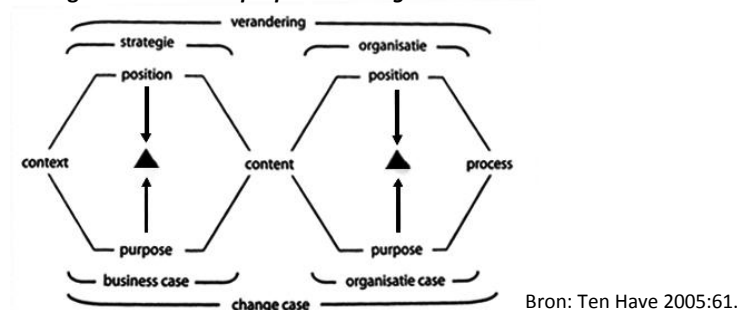 verandering
strategie organisatie
position position
context content process
purpose purpose
business case organisatie case
change case
Bron: Ten Have 2005:61.